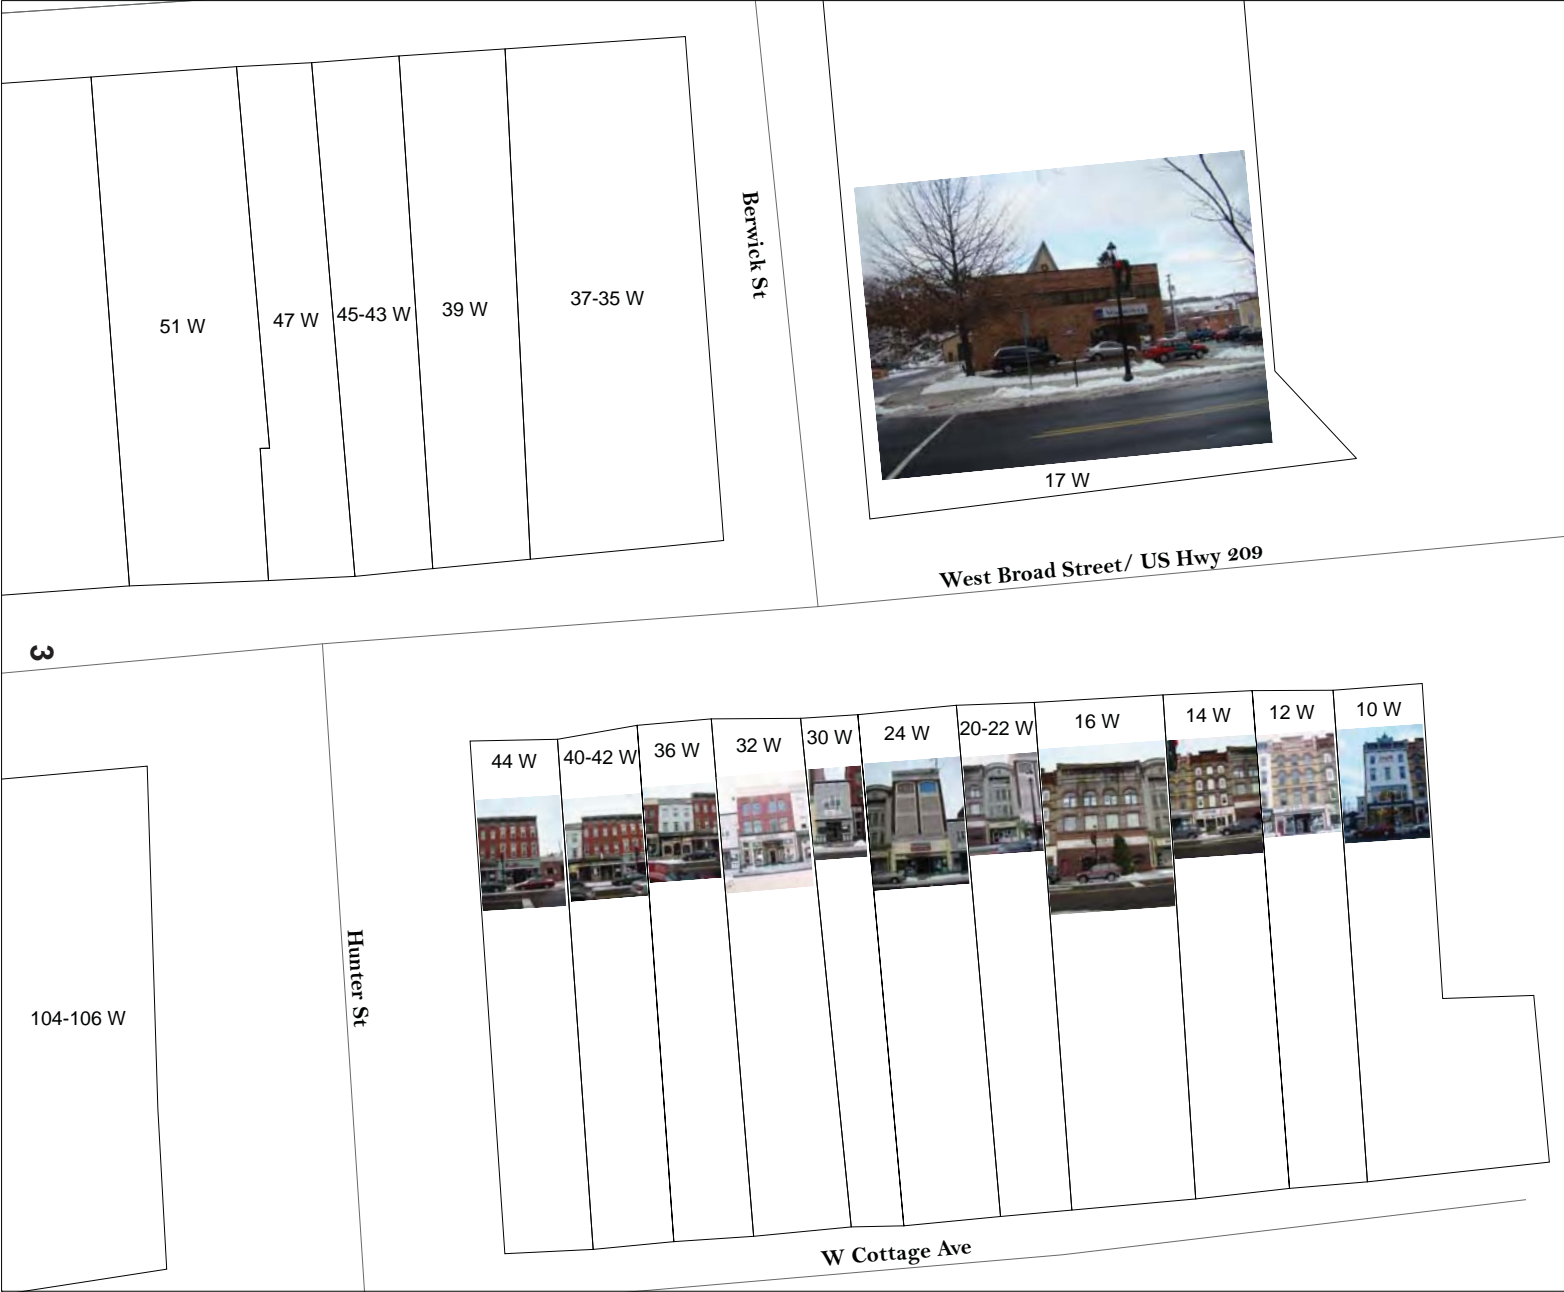 Berwick St
51 W
47 W
45-43 W
39 W
37-35 W
17 W
West Broad Street/ US Hwy 209
3
44 W
40-42 W
36 W
32 W
30 W
24 W
20-22 W
16 W
14 W
12 W
10 W
Hunter St
104-106 W
W Cottage Ave